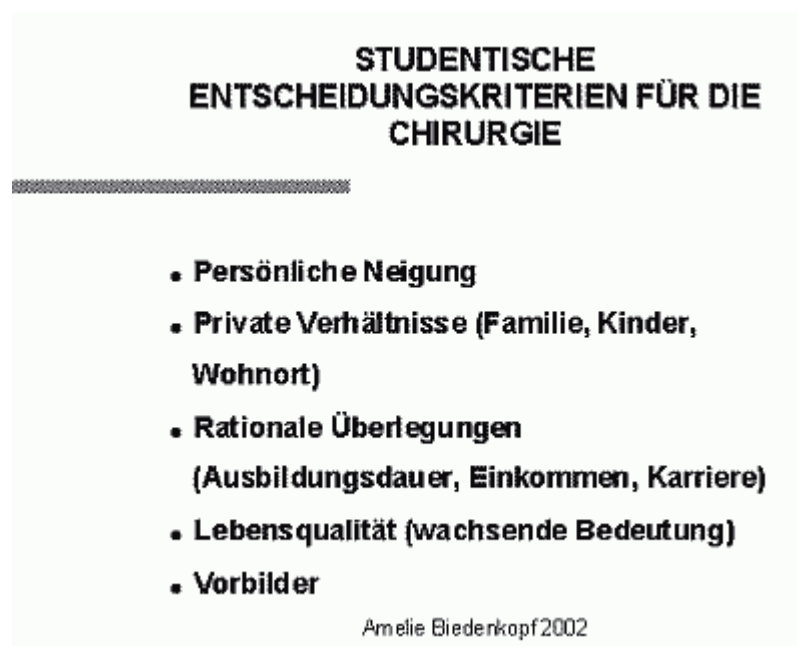 STUDENTISCHE
ENTSCHEIDUNGSKRITERIEN FÜR DIE
CHIRURGIE
• Persönliche Neigung
• Private Verhältnisse (Familie, Kinder,
Wohnort)
• Rationale Überlegungen
(Ausbildungsdauer, Einkommen, Karriere)
• Lebensqualität (wachsende Bedeutung)
• Vorbilder
Amelie Biedenkopf 2002